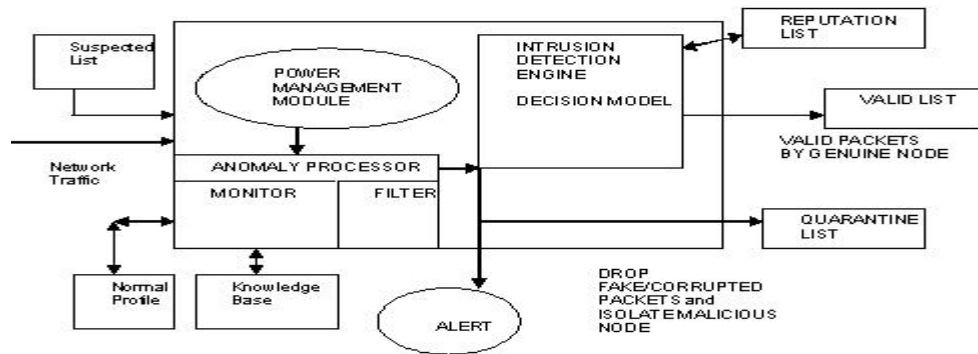 Suspected
List
POWER
MANAGEMENT
MODULE
INTRUSION
DETECTION
ENGINE
DECISION MODEL
REPUTATION
LIST
VALID LIST
VALID PACKETS
BY GENUINE NODE
Network
Traffic
ANOMALY PROCESSOR
MONITOR
FILTER
QUARANTINE
LIST
Normal
Profile
Knowledge
Base
ALERT
DROP
FAKE/CORRUPTED
PACKETS and
ISOLATE MALICIOUS
NODE